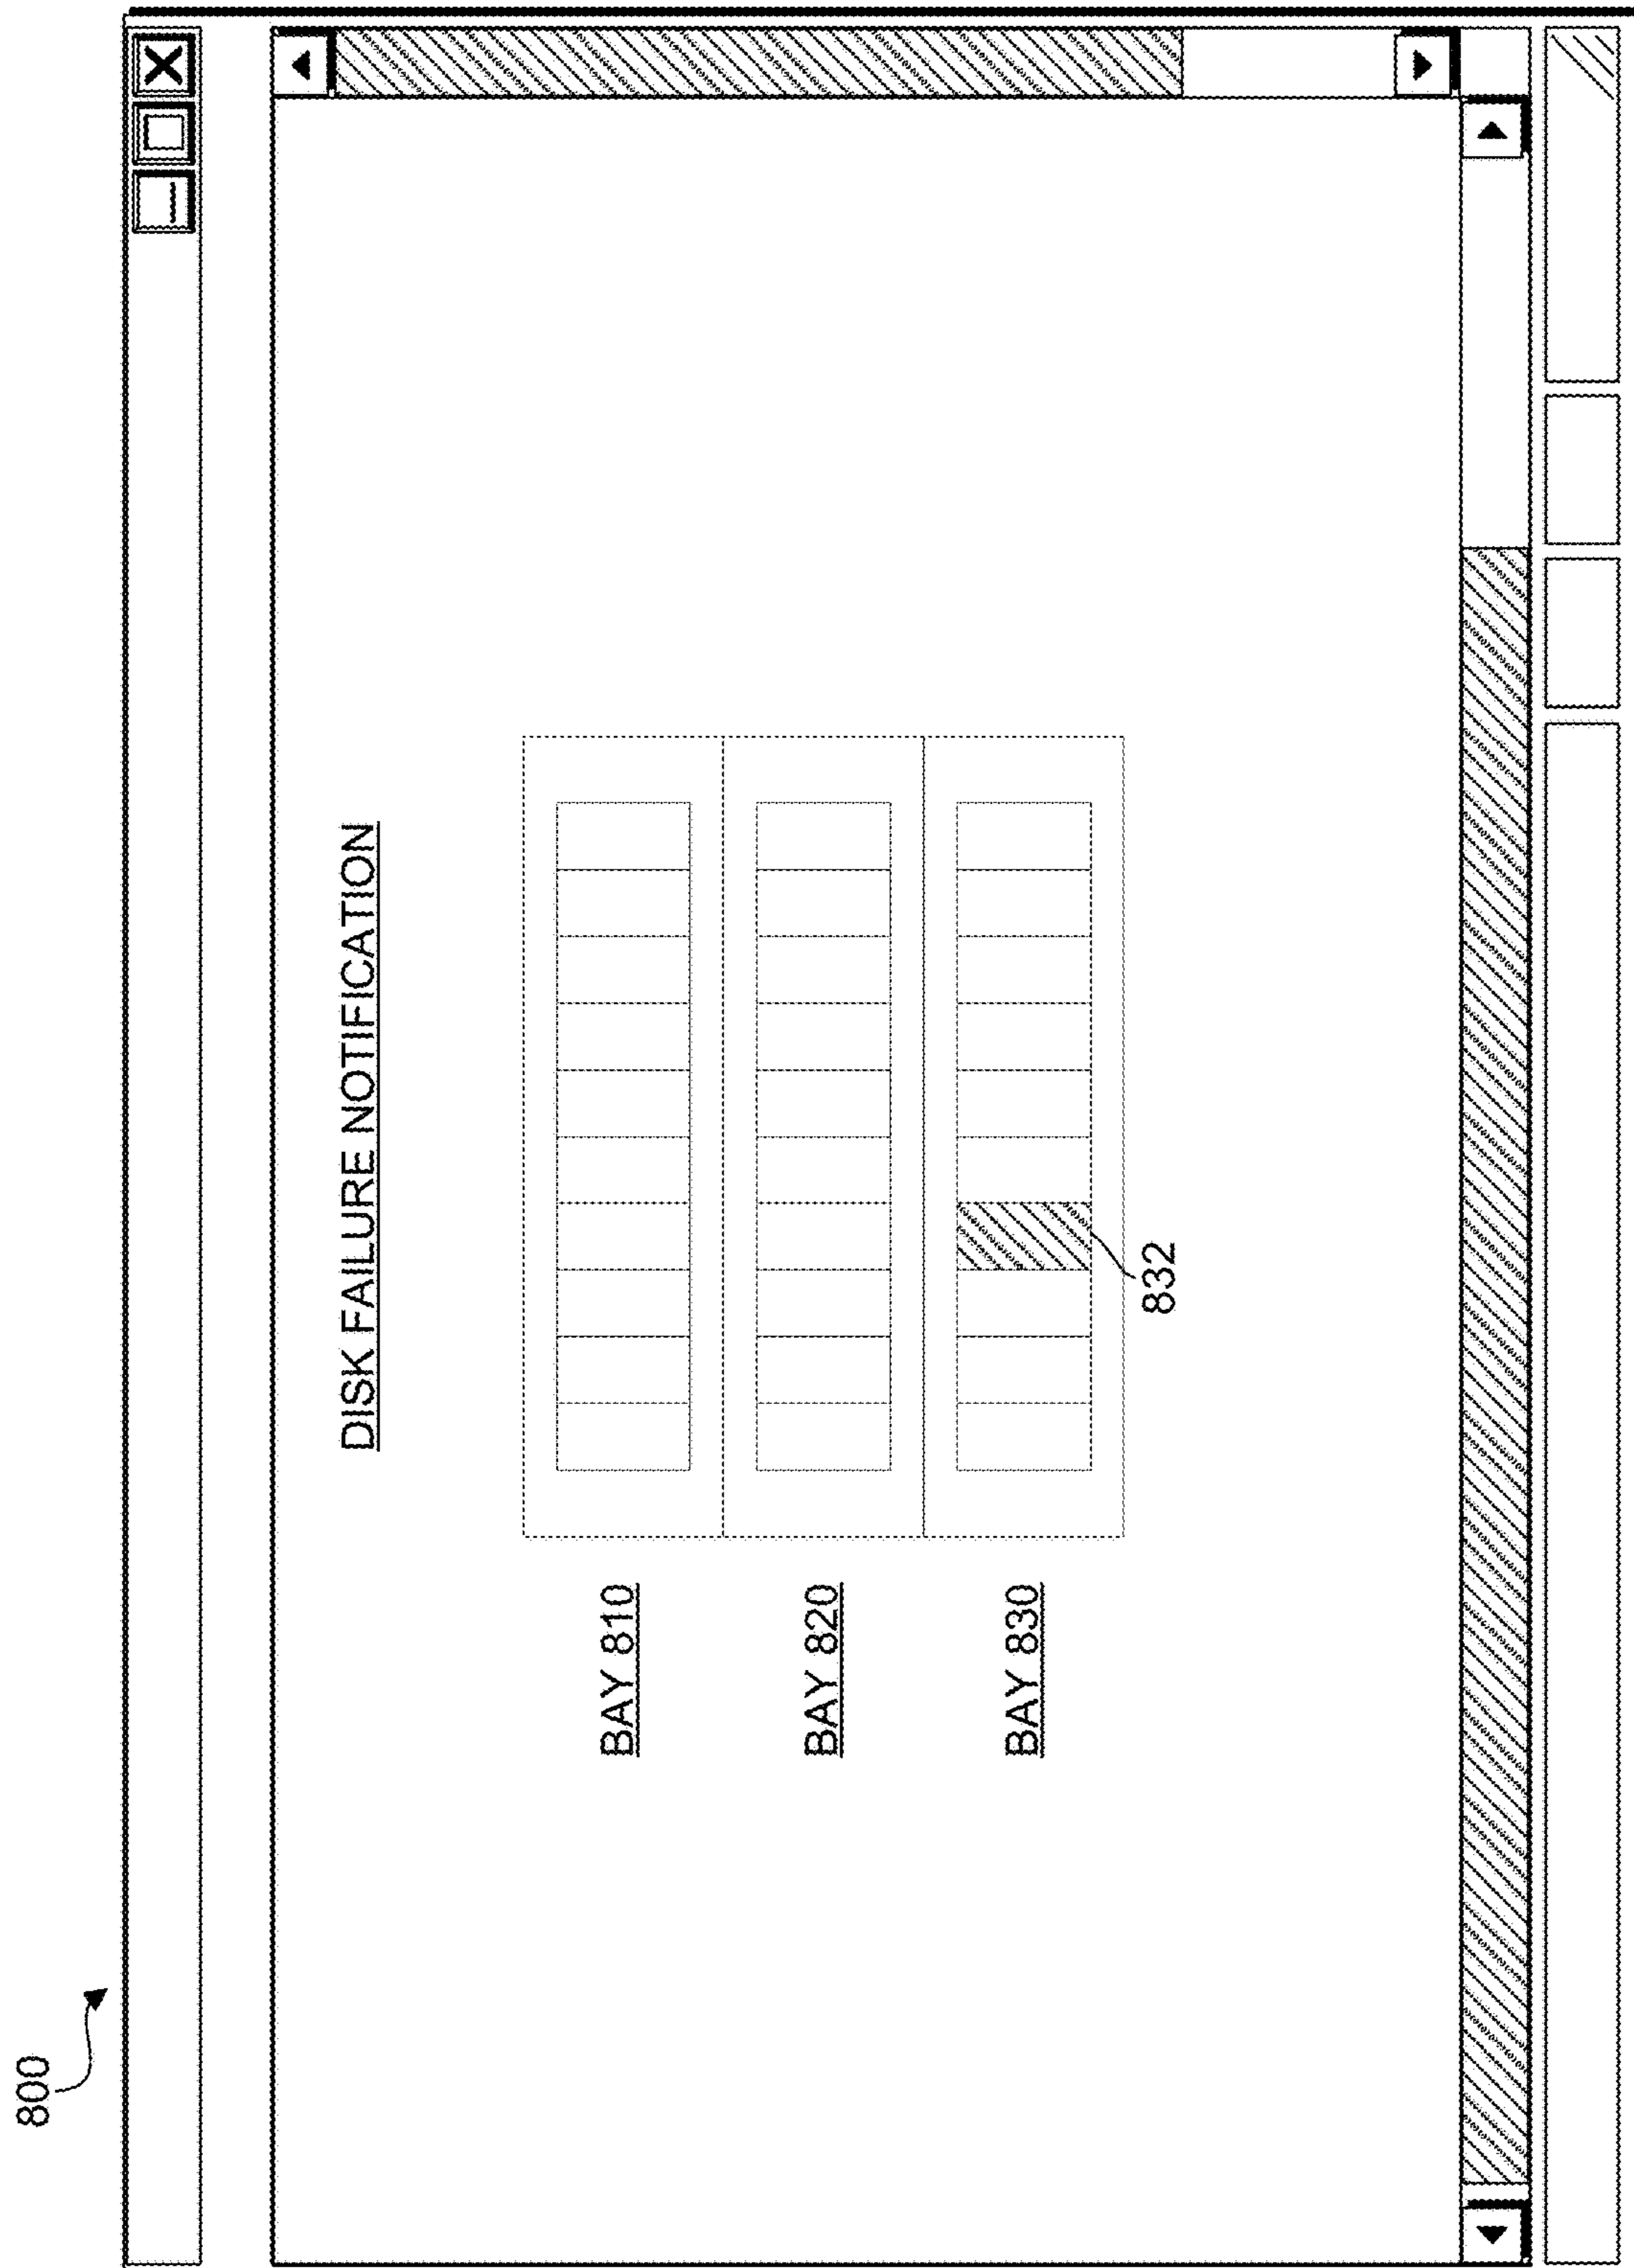 800
DISK FAILURE NOTIFICATION
BAY 810
BAY 820
BAY 830
832